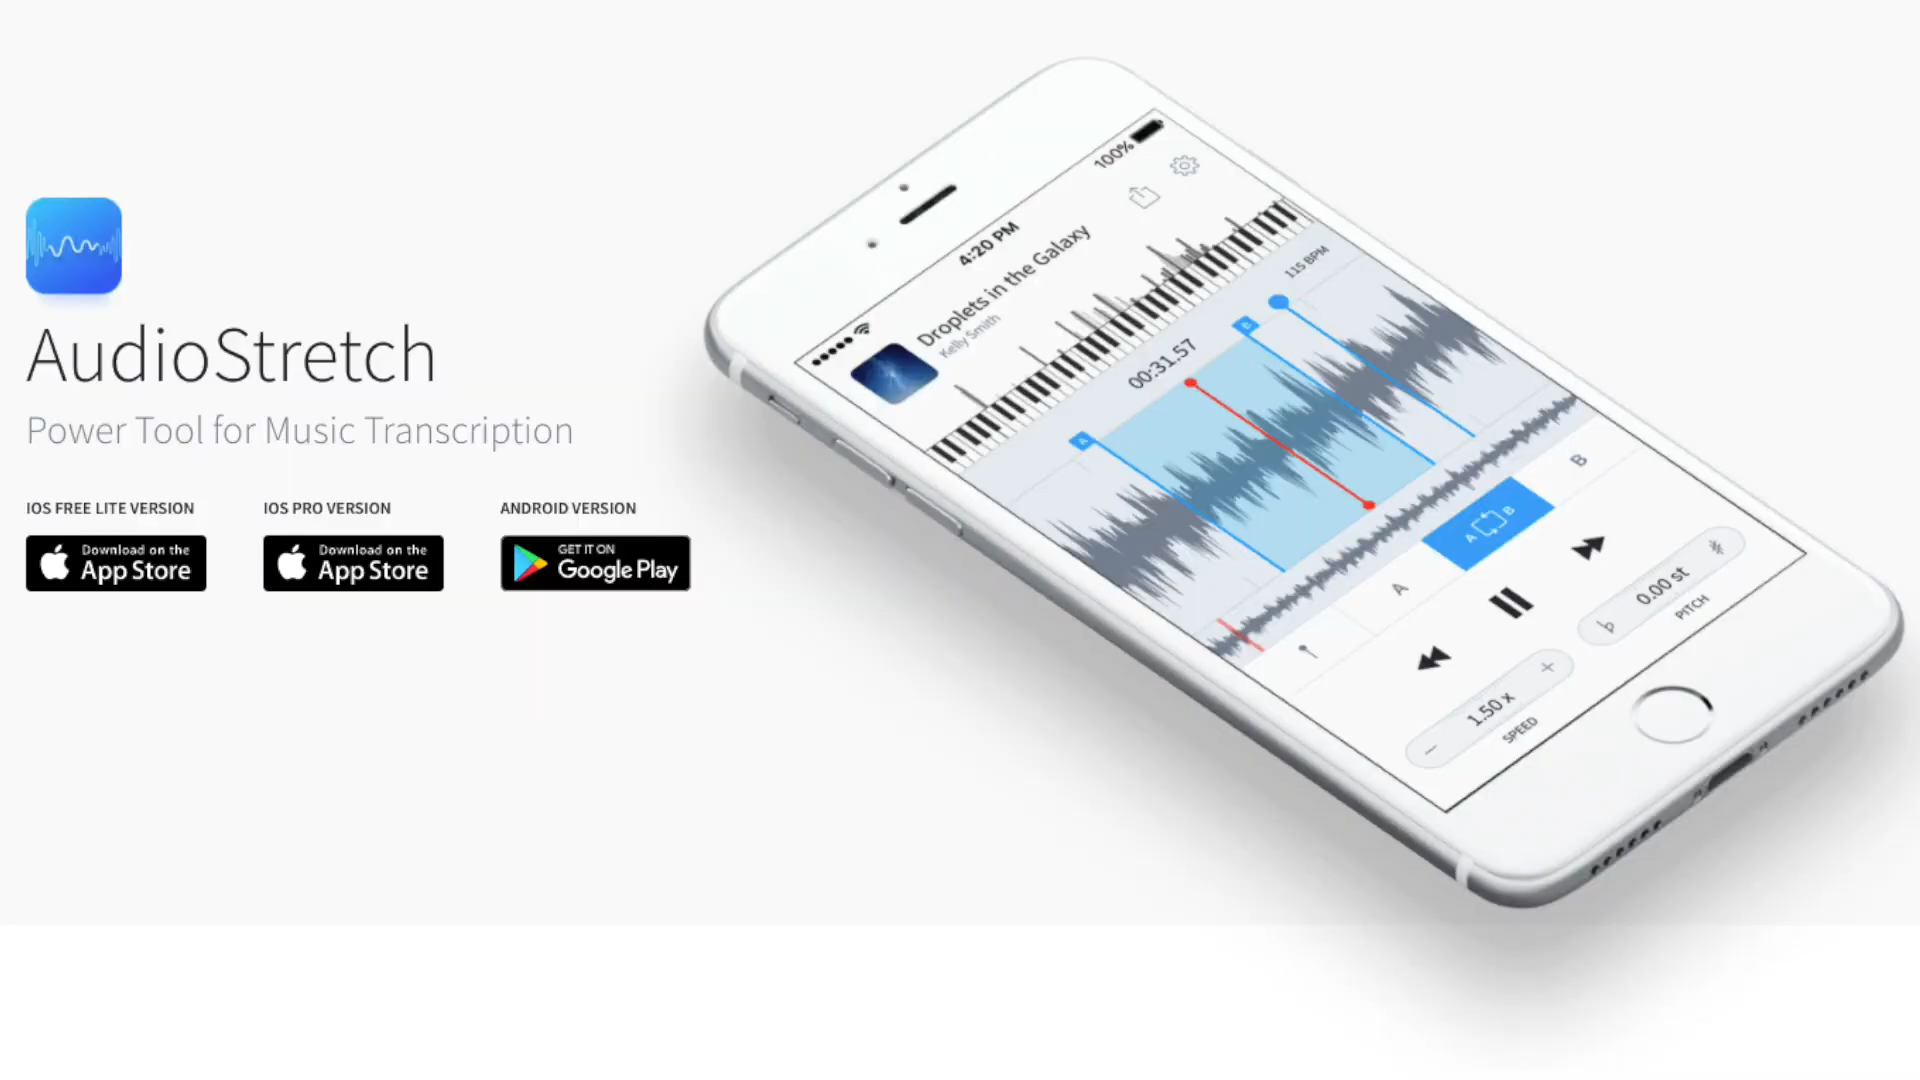 AudioStretch
Power Tool for Music Transcription
IOS FREE LITE VERSION
Download on the
App Store
IOS PRO VERSION
Download on the
App Store
ANDROID VERSION
GET IT ON
Google Play
4:20 PM
100%
Droplets in the Galaxy
Kelly Smith
115 BPM
00:31.57
A
B
A
A B
B
1.50 x
SPEED
0.00 st
PITCH